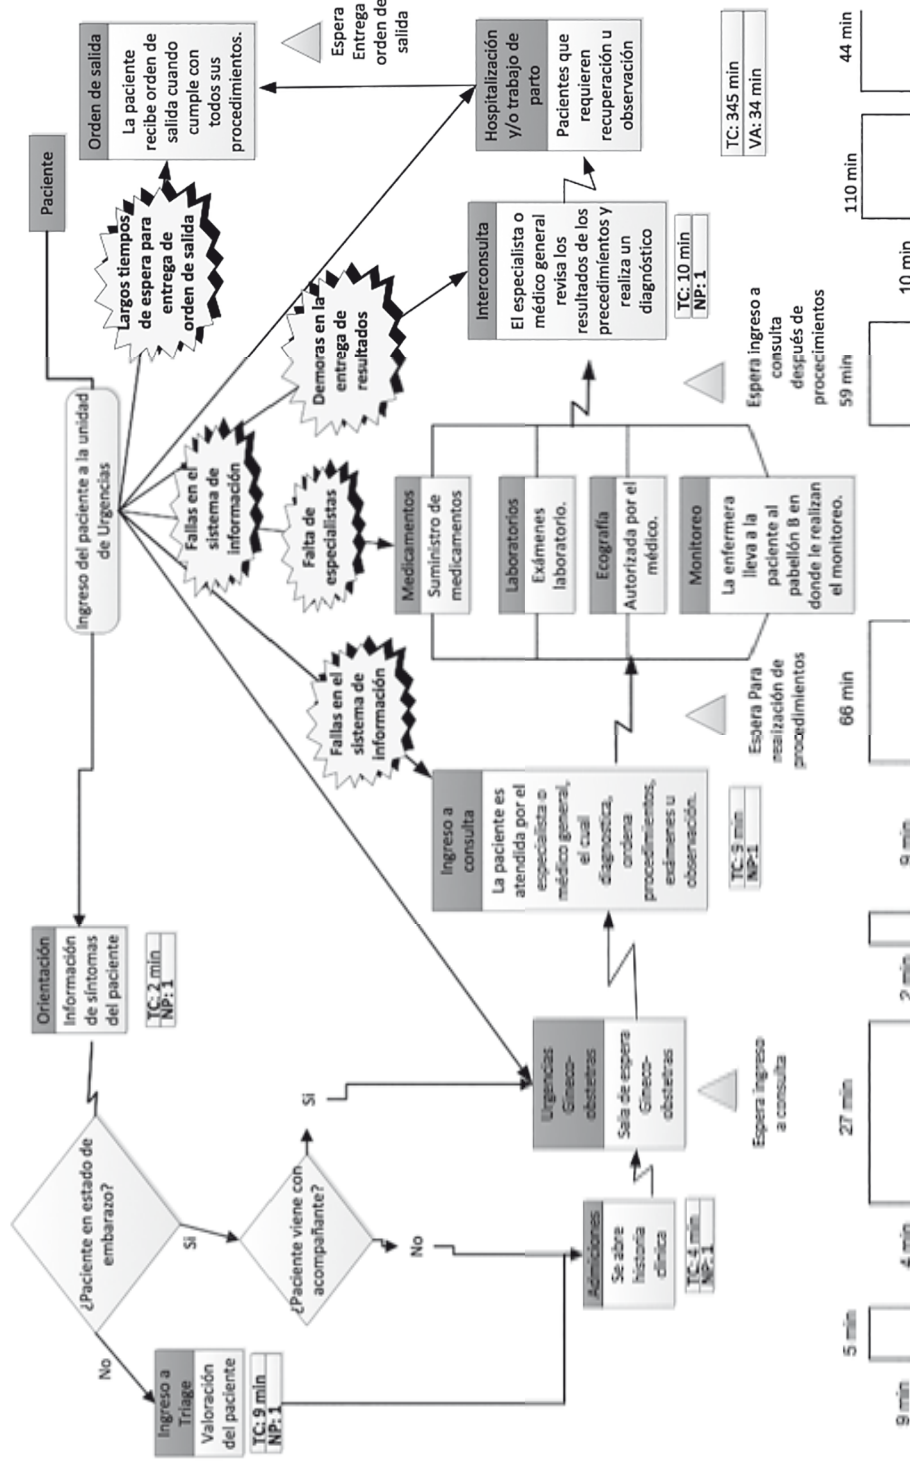 Paciente
Ingreso del paciente a la unidad
de Urgencias
Orientación
Información
de síntomas
del paciente
TC: 2 min
NP: 1
¿Paciente en estado de
embarazo?
No
Si
Ingreso a
Triage
Valoración
del paciente
TC: 9 min
NP: 1
¿Paciente viene con
acompañante?
Si
No
Admiciones
Se abre
historia
clínica
TC: 4 min
NP: 1
Urgencias
Gineco-
obstetras
Sala de espera
Gineco-
obstetras
Espera ingreso
a consulta
Fallas en el
sistema de
información
Ingreso a
consulta
La paciente es
atendida por el
especialista o
médico general,
el cual
diagnostica,
ordena
procedimientos,
exámenes u
observación.
TC: 9 min
NP:1
Espera Para
realización de
procedimientos
Fallas en el
sistema de
información
Falta de
especialistas
Medicamentos
Suministro de
medicamentos
Laboratorios
Exámenes
laboratorio.
Ecografía
Autorizada por el
médico.
Monitoreo
La enfermera
lleva a la
paciente al
pabellón B en
donde le realizan
el monitoreo.
Espera ingreso a
consulta
después de
procecimientos
Demoras en la
entrega de
resultados
Interconsulta
El especialista o
médico general
revisa los
resultados de los
precedimientos y
realiza un
diagnóstico
TC: 10 min
NP: 1
Hospitalización
y/o trabajo de
parto
Pacientes que
requieren
recuperación u
observación
Largos tiempos
de espera para
entrega de
orden de salida
Orden de salida
La paciente
recibe orden de
salida cuando
cumple con
todos sus
procedimientos.
Espera
Entrega
orden de
salida
TC: 345 min
VA: 34 min
9 min
5 min
4 min
27 min
2 min
9 min
66 min
59 min
10 min
110 min
44 min